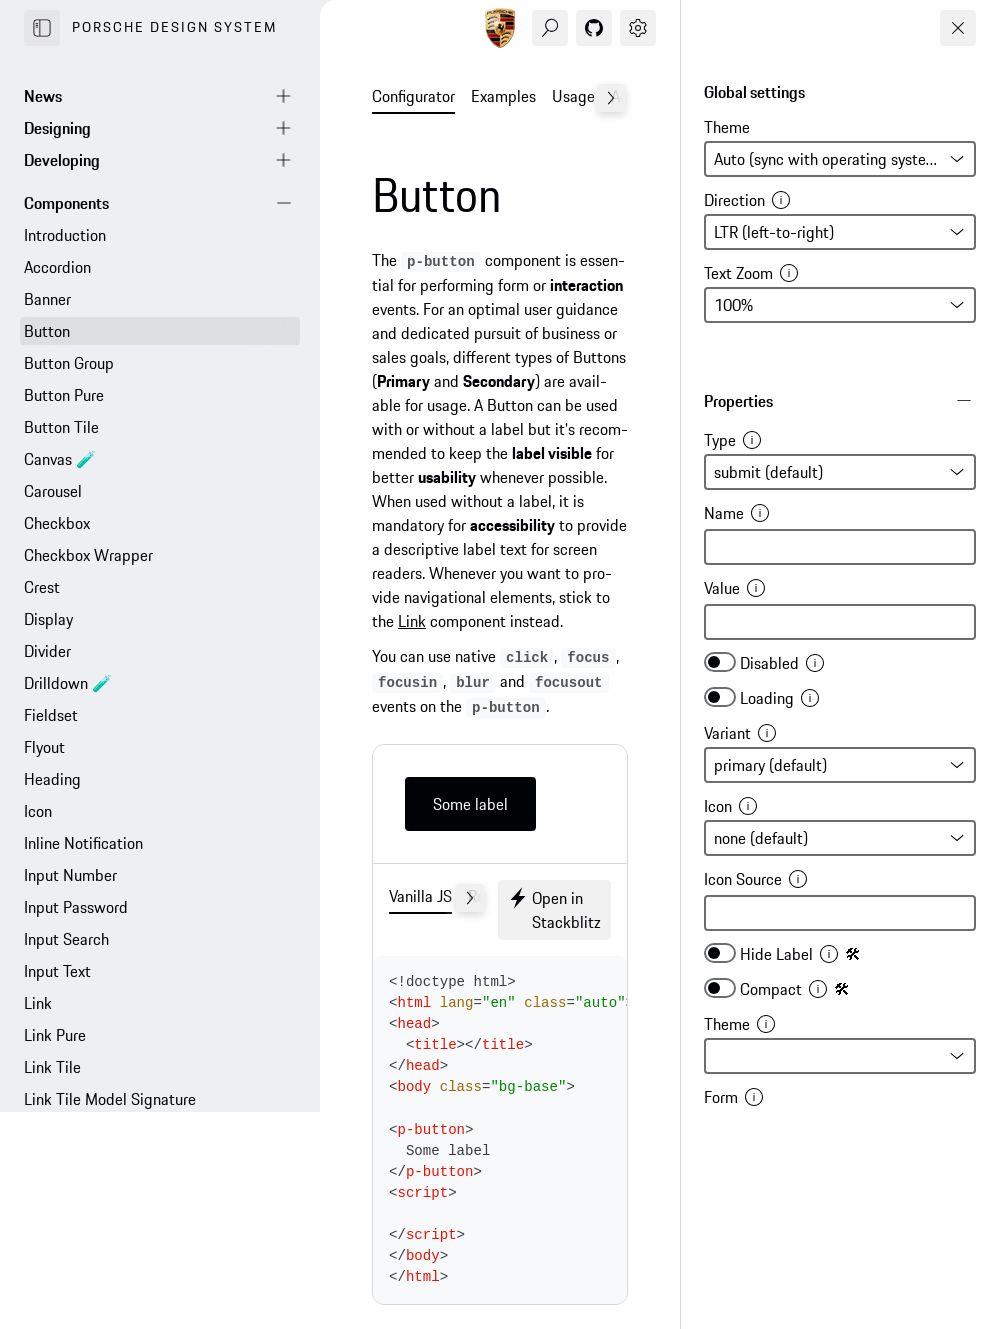 PORSCHE DESIGN SYSTEM
News
Designing
Developing
Components
Introduction
Accordion
Banner
Button
Button Group
Button Pure
Button Tile
Canvas 🧪
Carousel
Checkbox
Checkbox Wrapper
Crest
Display
Divider
Drilldown 🧪
Fieldset
Flyout
Heading
Icon
Inline Notification
Input Number
Input Password
Input Search
Input Text
Link
Link Pure
Link Tile
Link Tile Model Signature
Configurator Examples Usage
Button
The p-button component is essen-
tial for performing form or interaction
events. For an optimal user guidance
and dedicated pursuit of business or
sales goals, different types of Buttons
(Primary and Secondary) are avail-
able for usage. A Button can be used
with or without a label but it's recom-
mended to keep the label visible for
better usability whenever possible.
When used without a label, it is
mandatory for accessibility to provide
a descriptive label text for screen
readers. Whenever you want to pro-
vide navigational elements, stick to
the Link component instead.
You can use native click , focus ,
focusin , blur and focusout
events on the p-button .
Some label
Vanilla JS
Open in
Stackblitz
<!doctype html>
<html lang="en" class="auto">
<head>
  <title></title>
</head>
<body class="bg-base">
<p-button>
  Some label
</p-button>
<script>
</script>
</body>
</html>
Global settings
Theme
Auto (sync with operating syste...
Direction
LTR (left-to-right)
Text Zoom
100%
Properties
Type
submit (default)
Name
Value
Disabled
Loading
Variant
primary (default)
Icon
none (default)
Icon Source
Hide Label 🛠
Compact 🛠
Theme
Form